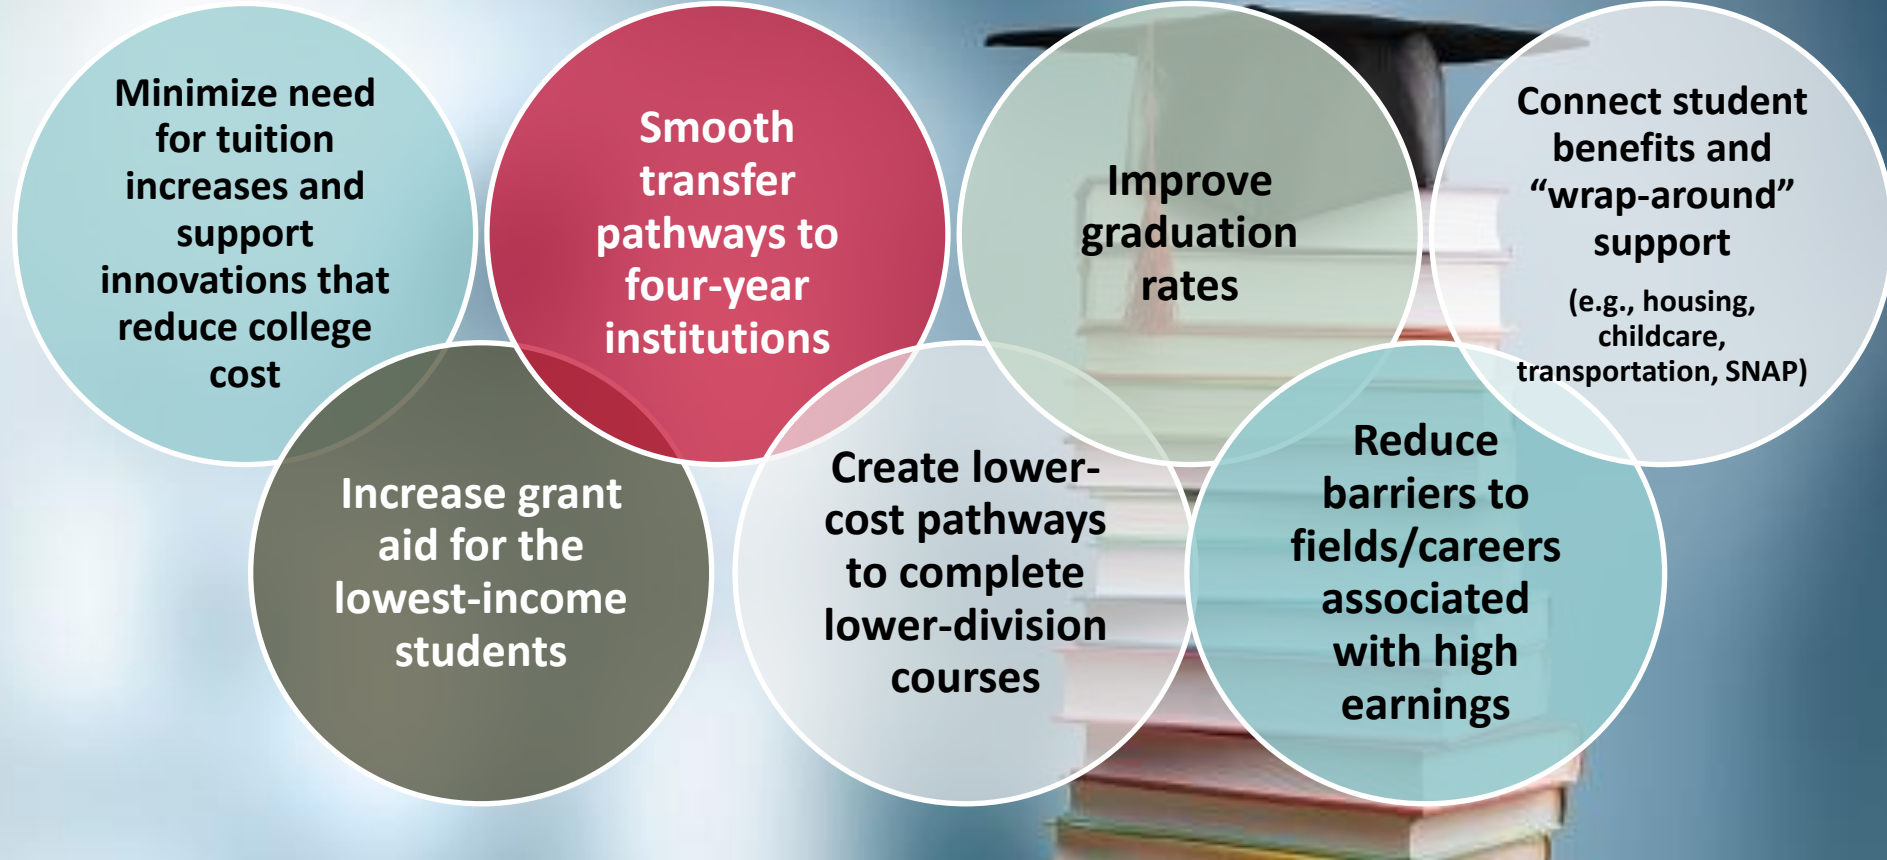 Minimize need
for tuition
increases and
support
innovations that
reduce college
cost
Increase grant
aid for the
lowest-income
students
Smooth
transfer
pathways to
four-year
institutions
Create lower-
cost pathways
to complete
lower-division
courses
Improve
graduation
rates
Reduce
barriers to
fields/careers
associated
with high
earnings
Connect student
benefits and
“wrap-around”
support
(e.g., housing,
childcare,
transportation, SNAP)